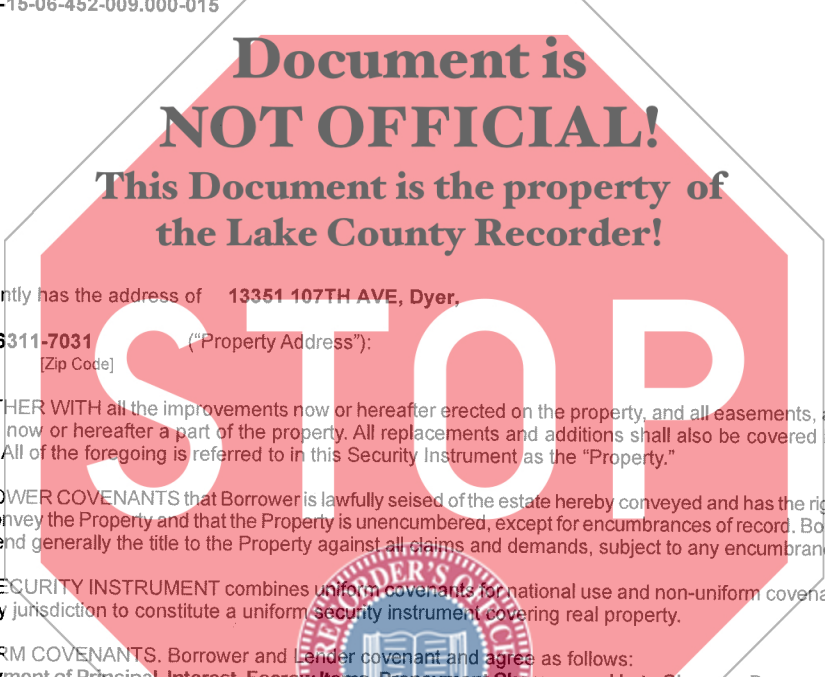 -15-06-452-009.000-015
Document is
NOT OFFICIAL!
This Document is the property of
the Lake County Recorder!
ntly has the address of 13351 107TH AVE, Dyer,
6311-7031 ("Property Address"):
[Zip Code]
STOP
THER WITH all the improvements now or hereafter erected on the property, and all easements, a
now or hereafter a part of the property. All replacements and additions shall also be covered
All of the foregoing is referred to in this Security Instrument as the "Property."
OWER COVENANTS that Borrower is lawfully seised of the estate hereby conveyed and has the rig
nvey the Property and that the Property is unencumbered, except for encumbrances of record. Bo
end generally the title to the Property against all claims and demands, subject to any encumbran
ECURITY INSTRUMENT combines uniform covenants for national use and non-uniform covena
y jurisdiction to constitute a uniform security instrument covering real property.
RECORDER'S OFFICE
RM COVENANTS. Borrower and Lender covenant and agree as follows: